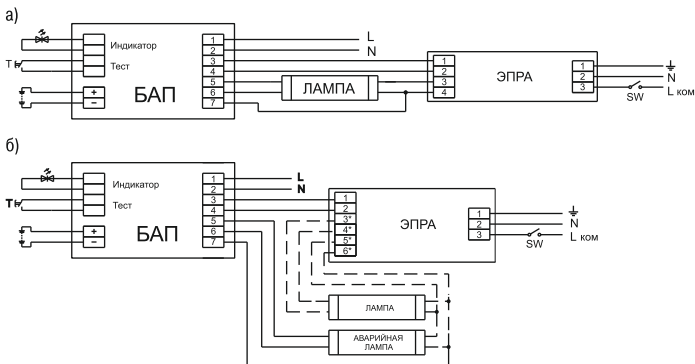 а)
Индикатор
Т
Тест
+
−
БАП
1
2
3
4
5
6
7
L
N
ЛАМПА
1
2
3
4
ЭПРА
1
2
3
N
L ком
SW
б)
Индикатор
Т
Тест
+
−
БАП
1
2
3
4
5
6
7
L
N
1
2
3*
4*
5*
6*
ЭПРА
1
2
3
N
L ком
SW
ЛАМПА
АВАРИЙНАЯ
ЛАМПА